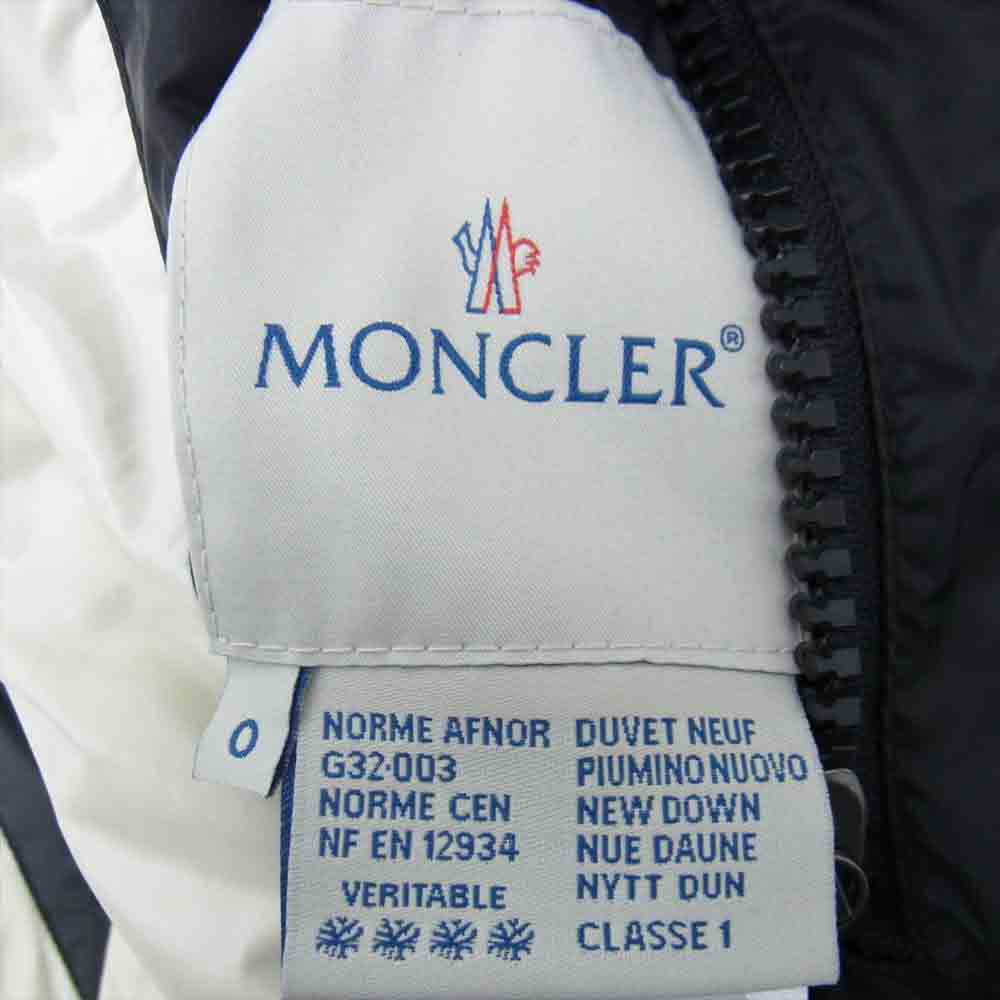 MONCLER®
0
NORME AFNOR
G32·003
NORME CEN
NF EN 12934
VERITABLE
DUVET NEUF
PIUMINO NUOVO
NEW DOWN
NUE DAUNE
NYTT DUN
CLASSE 1